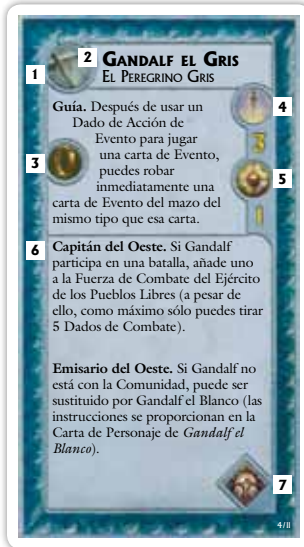 2 GANDALF EL GRIS
1 EL PEREGRINO GRIS
Guía. Después de usar un
Dado de Acción de
Evento para jugar
una carta de Evento,
puedes robar
inmediatamente una
carta de Evento del mazo del
mismo tipo que esa carta.
3
4
3
5
1
6 Capitán del Oeste. Si Gandalf
participa en una batalla, añade uno
a la Fuerza de Combate del Ejército
de los Pueblos Libres (a pesar de
ello, como máximo sólo puedes tirar
5 Dados de Combate).
Emisario del Oeste. Si Gandalf no
está con la Comunidad, puede ser
sustituido por Gandalf el Blanco (las
instrucciones se proporcionan en la
Carta de Personaje de Gandalf el
Blanco).
7
4/11